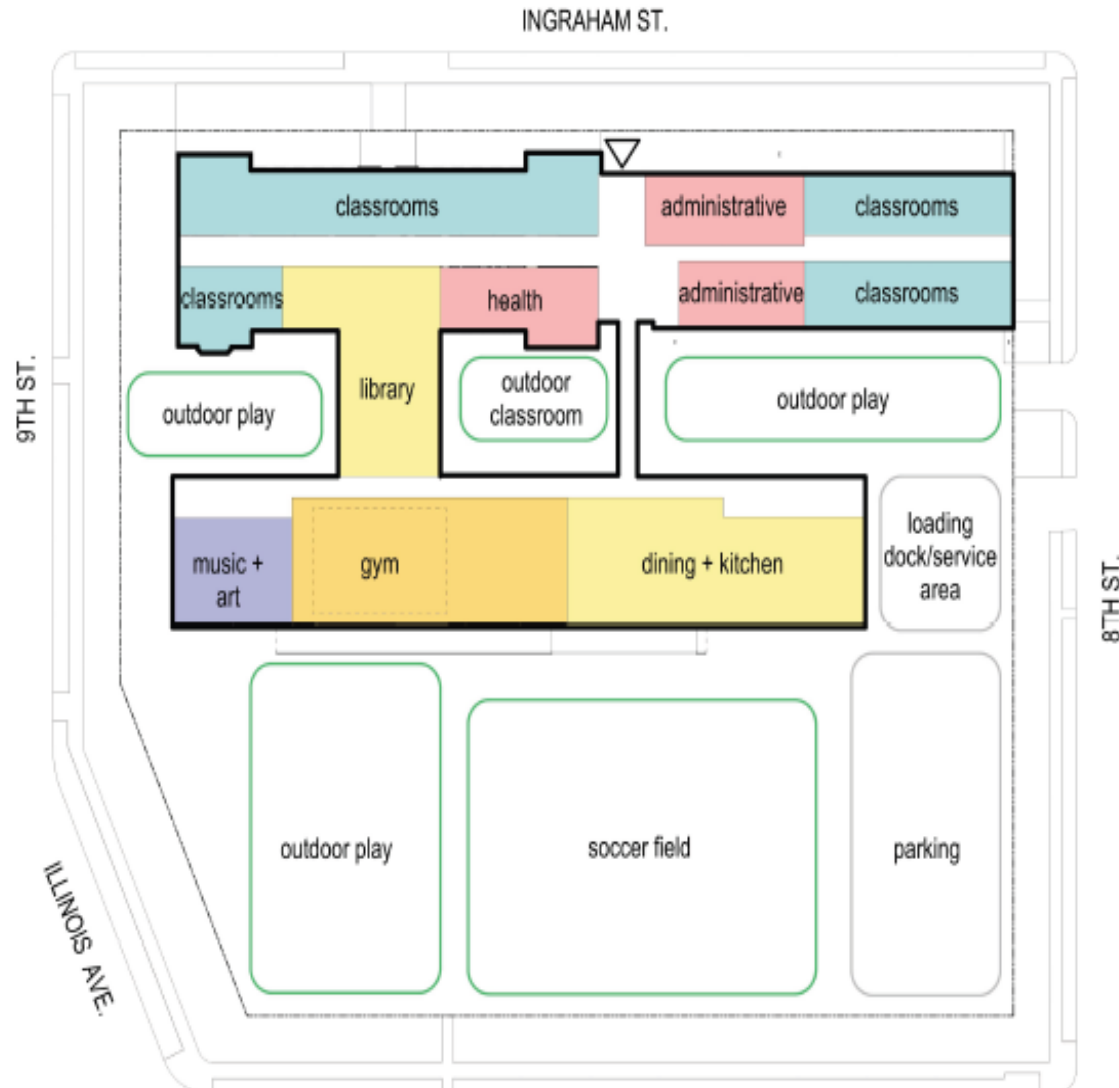 INGRAHAM ST.
classrooms
administrative
classrooms
classrooms
health
administrative
classrooms
library
outdoor
classroom
outdoor play
outdoor play
9TH ST.
music +
art
gym
dining + kitchen
loading
dock/service
area
8TH ST.
outdoor play
soccer field
parking
ILLINOIS AVE.